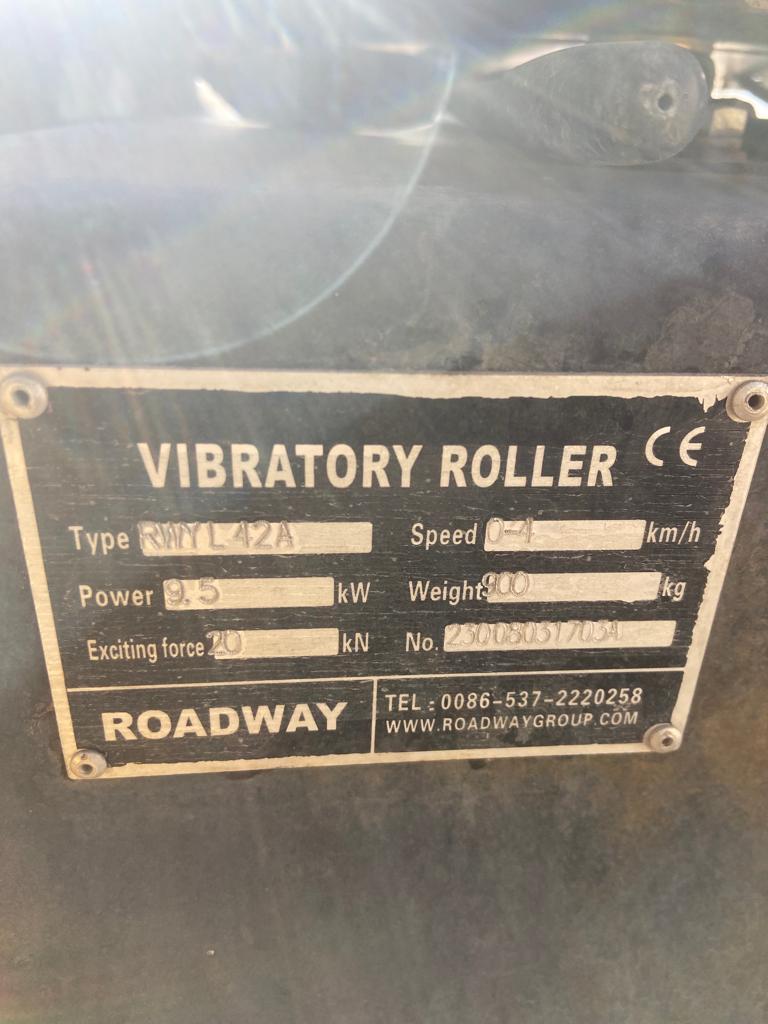 VIBRATORY ROLLER CE
Type RWYL42A Speed 0-4 km/h
Power 9.5 kW Weight 900 kg
Exciting force 20 kN No. 23008031703A
ROADWAY
TEL : 0086-537-2220258
WWW.ROADWAYGROUP.COM